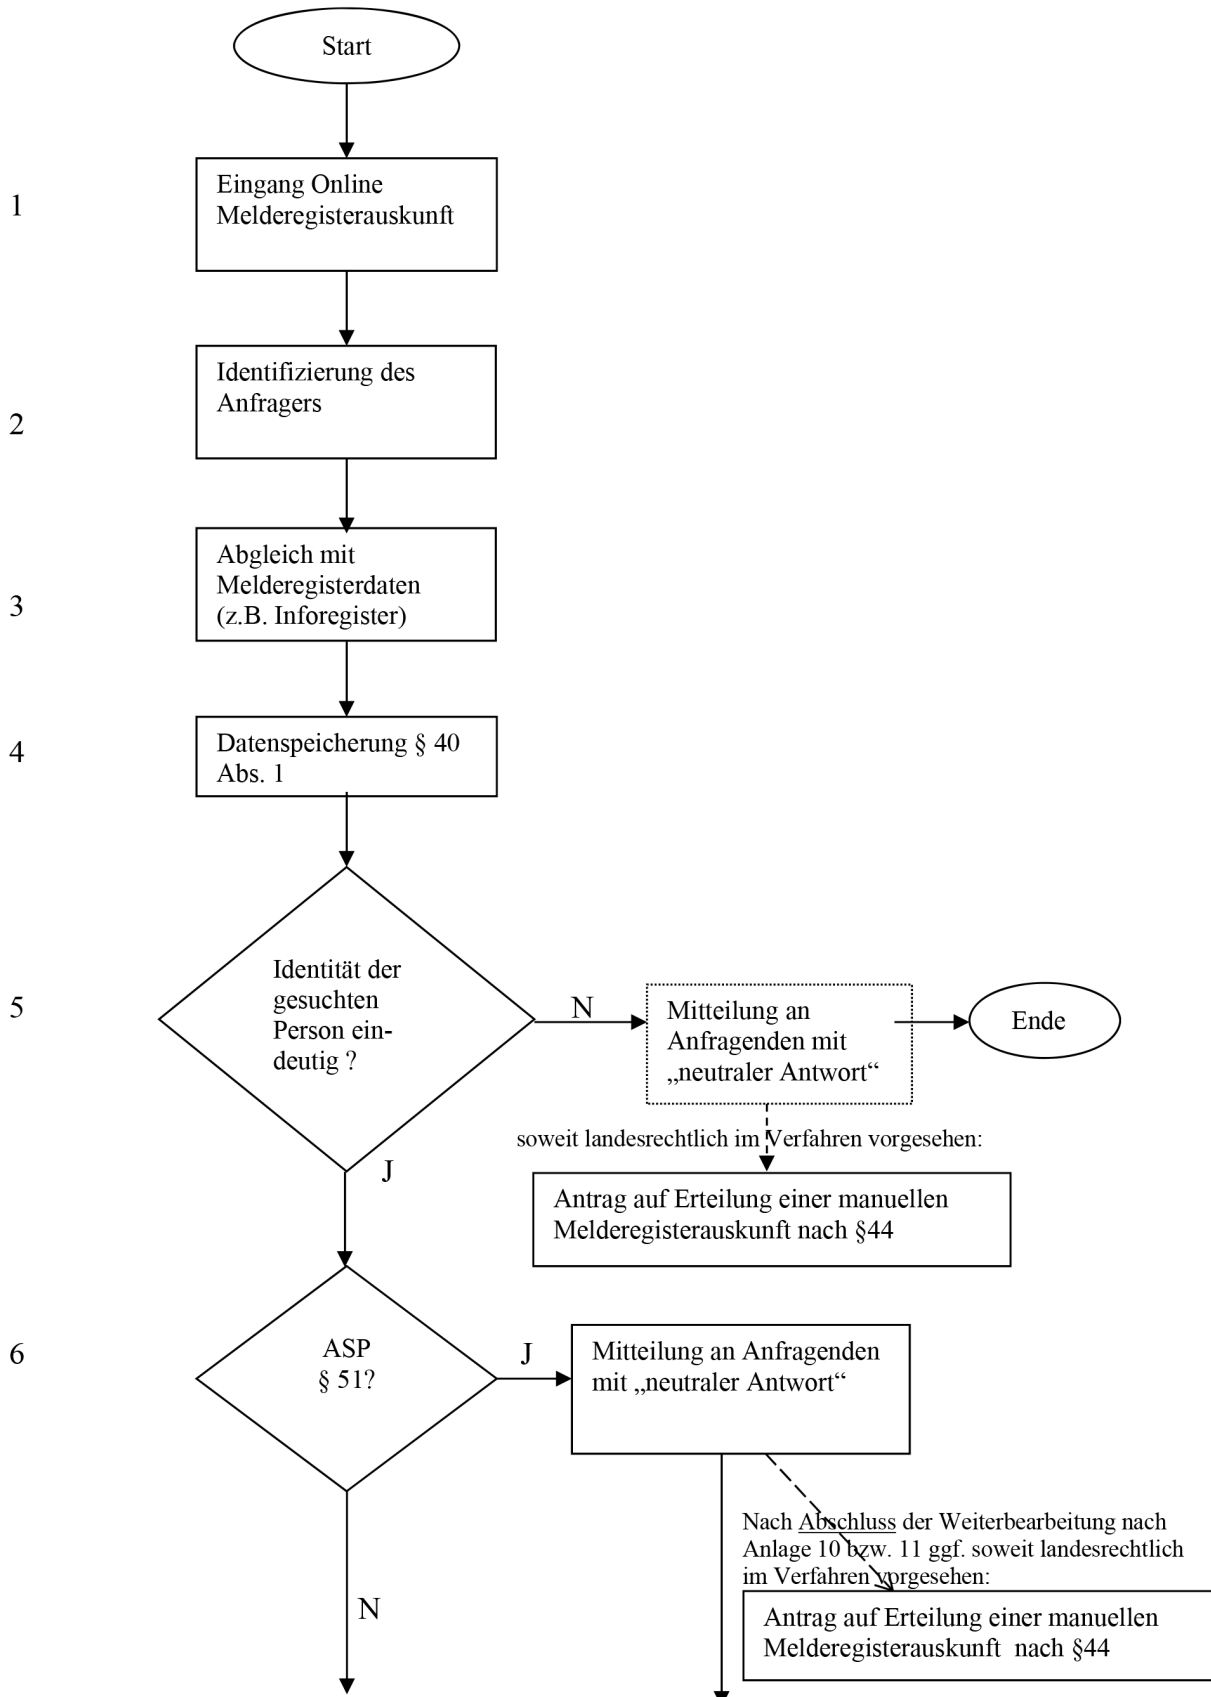 Start
1
Eingang Online
Melderegisterauskunft
2
Identifizierung des
Anfragers
3
Abgleich mit
Melderegisterdaten
(z.B. Inforegister)
4
Datenspeicherung § 40
Abs. 1
5
Identität der
gesuchten
Person ein-
deutig ?
N
Mitteilung an
Anfragenden mit
„neutraler Antwort“
Ende
soweit landesrechtlich im Verfahren vorgesehen:
J
Antrag auf Erteilung einer manuellen
Melderegisterauskunft nach §44
6
ASP
§ 51?
J
Mitteilung an Anfragenden
mit „neutraler Antwort“
Nach Abschluss der Weiterbearbeitung nach
Anlage 10 bzw. 11 ggf. soweit landesrechtlich
im Verfahren vorgesehen:
N
Antrag auf Erteilung einer manuellen
Melderegisterauskunft  nach §44